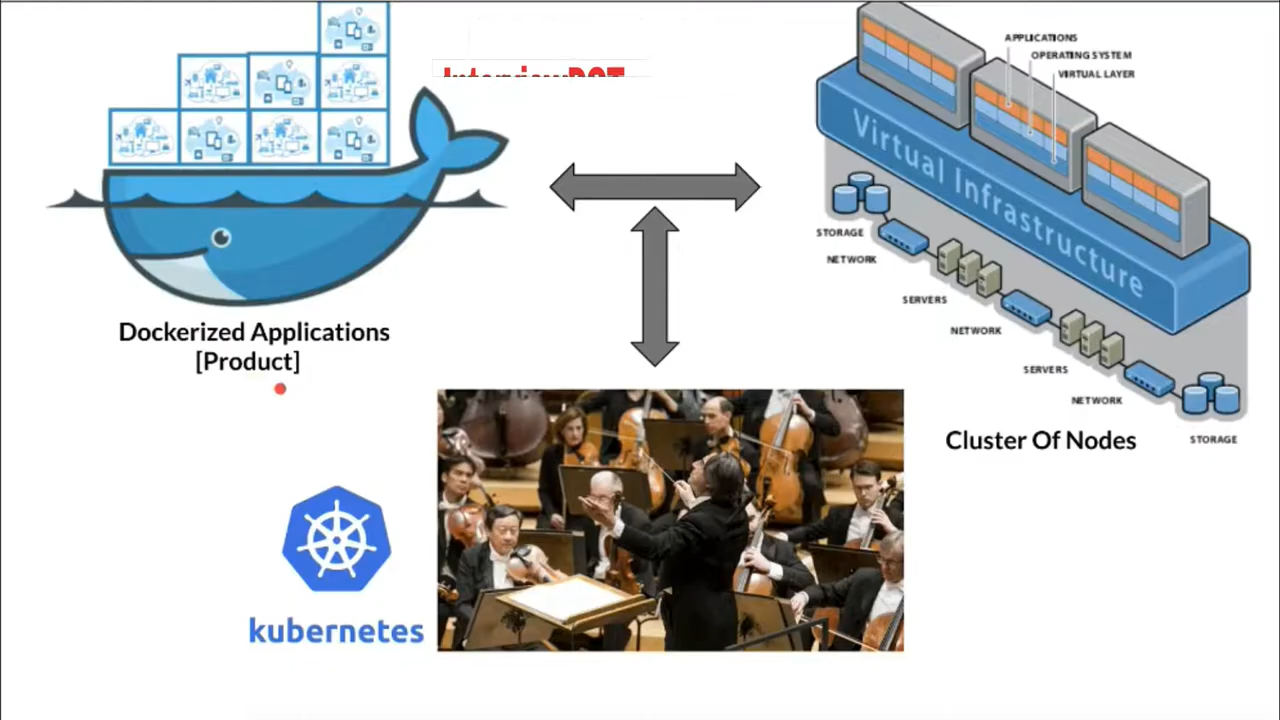 InterviewDOT
APPLICATIONS
OPERATING SYSTEM
VIRTUAL LAYER
Virtual Infrastructure
STORAGE
NETWORK
SERVERS
NETWORK
SERVERS
NETWORK
STORAGE
Dockerized Applications
[Product]
Cluster Of Nodes
kubernetes